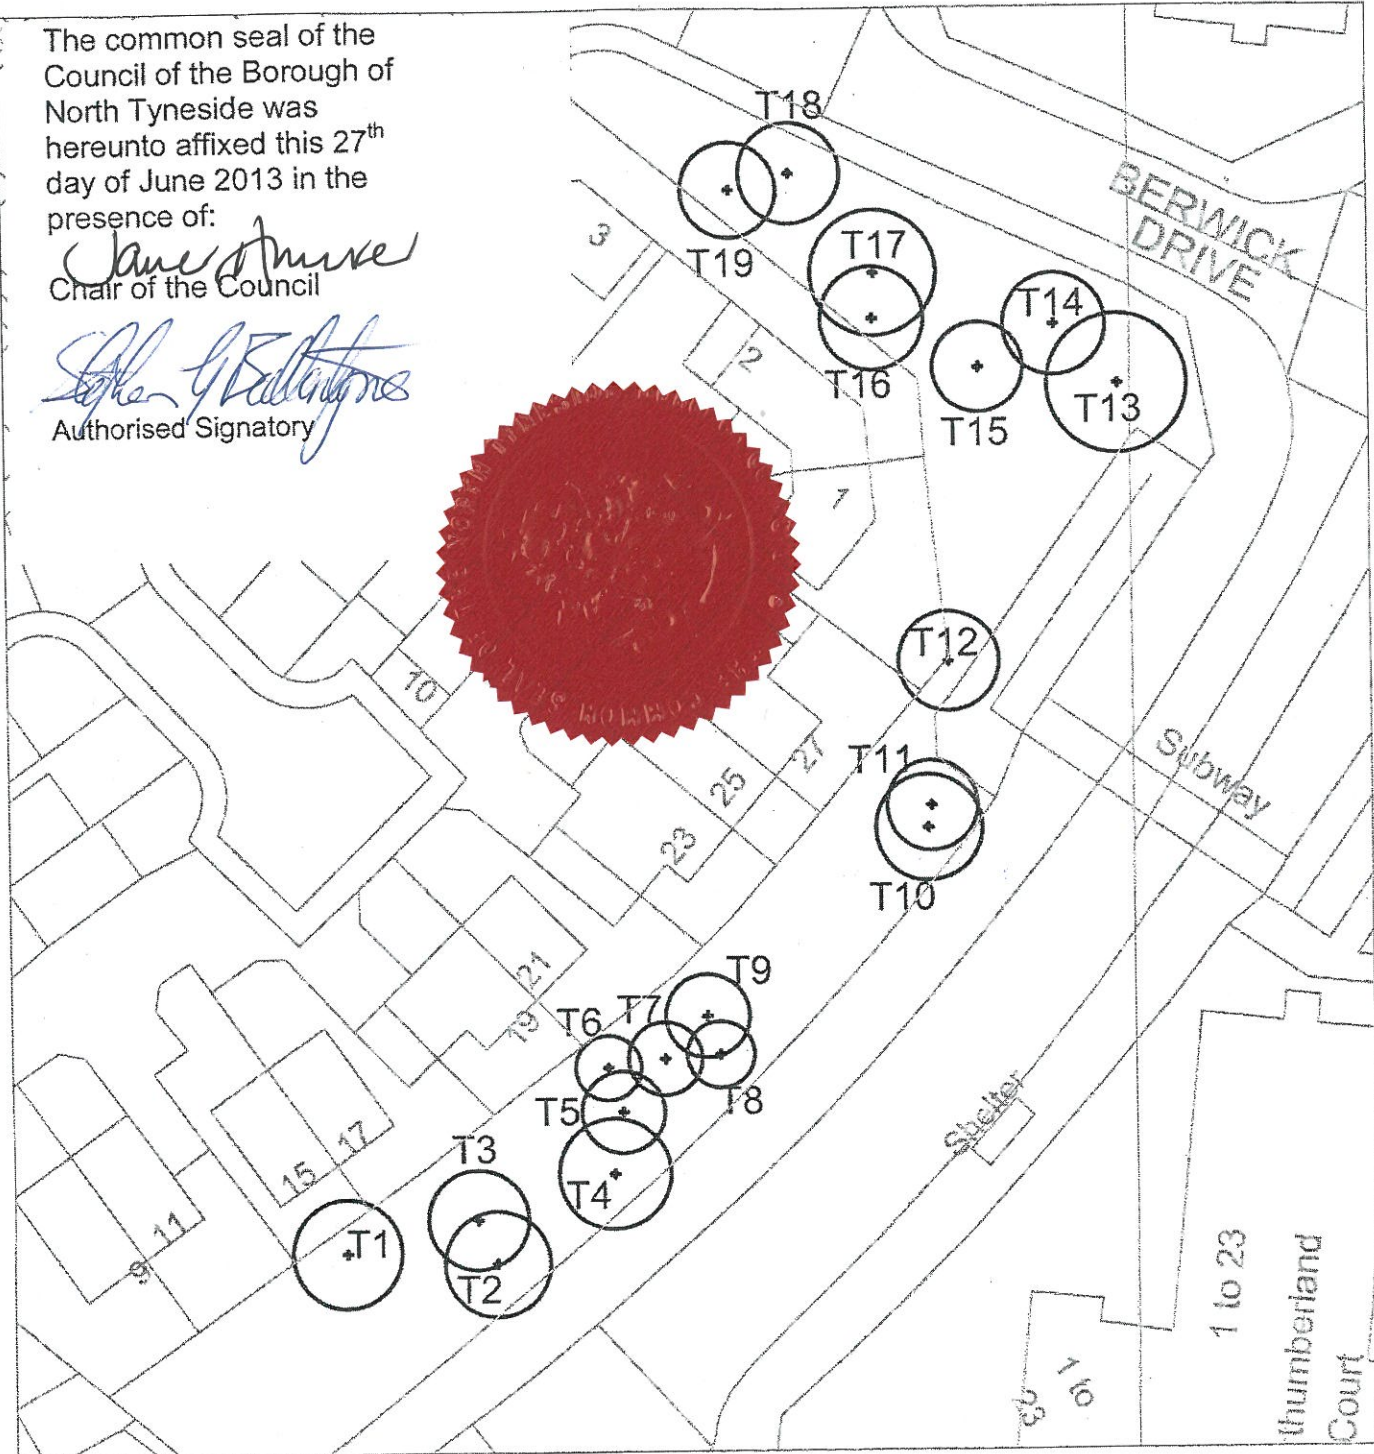 The common seal of the
Council of the Borough of
North Tyneside was
hereunto affixed this 27th
day of June 2013 in the
presence of:
Chair of the Council
Authorised Signatory
T18
T19
T17
T16
T14
T15
T13
BERWICK
DRIVE
3
2
1
T12
10
T11
T10
Subway
27
25
23
21
19
T9
T7
T6
T8
T5
T4
T3
T2
T1
17
15
11
9
Shelter
1 to 23
1 to
23
thumberland
Court